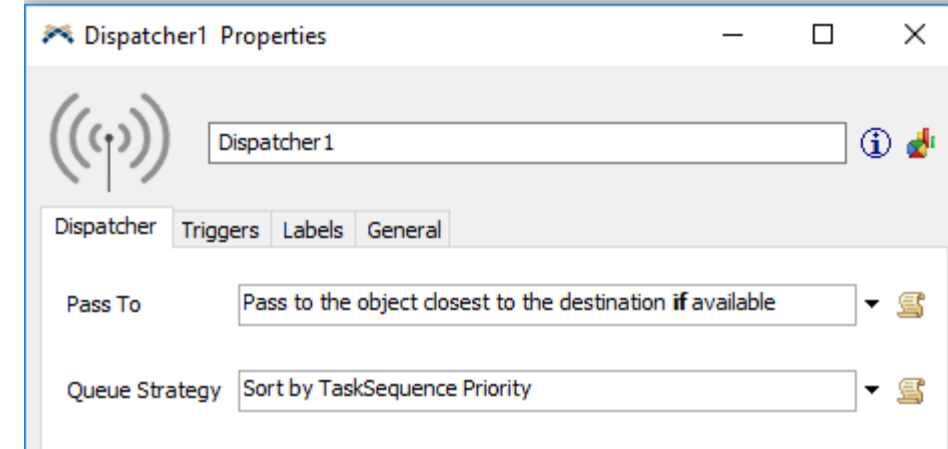 Dispatcher1 Properties
Dispatcher1
Dispatcher Triggers Labels General
Pass To Pass to the object closest to the destination if available
Queue Strategy Sort by TaskSequence Priority